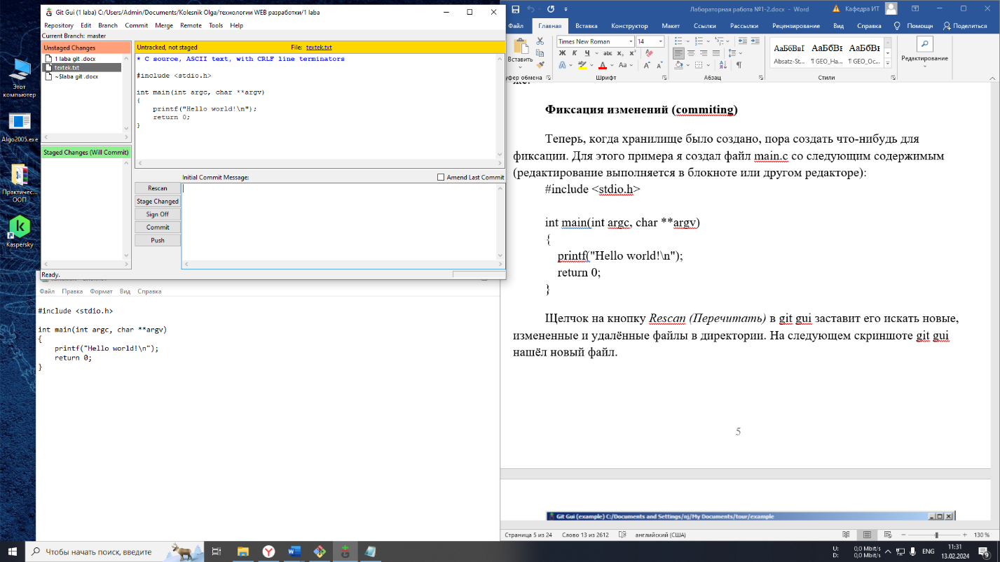 Git Gui (1 laba) C:/Users/Admin/Documents/Kolesnik Olga/технологии WEB разработки/1 laba
Repository Edit Branch Commit Merge Remote Tools Help
Current Branch: master
Unstaged Changes
1 laba git .docx
textek.txt
~$laba git .docx
Staged Changes (Will Commit)
Untracked, not staged File: textek.txt
* C source, ASCII text, with CRLF line terminators
#include <stdio.h>
int main(int argc, char **argv)
{
printf("Hello world!\n");
return 0;
}
Initial Commit Message: Amend Last Commit
Rescan
Stage Changed
Sign Off
Commit
Push
Ready.
Файл Правка Формат Вид Справка
#include <stdio.h>
int main(int argc, char **argv)
{
printf("Hello world!\n");
return 0;
}
Этот
компьютер
Algo2005.exe
Практичес...
ООП
Kaspersky
Лабораторная работа №1-2.docx - Word Кафедра ИТ
Файл Главная Вставка Конструктор Макет Ссылки Рассылки Рецензирование Вид Справка Помощн Поделиться
Вставить
Times New Roman 14
Ж К Ч abc x₂ x²
Aa
АаБбВвГ АаБбВв АаБбВв
Absatz-St... ¶ GEO_На... ¶ GEO_Ос...
Редактирование
уфер обмена Шрифт Абзац Стили
Фиксация изменений (commiting)
Теперь, когда хранилище было создано, пора создать что-нибудь для
фиксации. Для этого примера я создал файл main.c со следующим содержимым
(редактирование выполняется в блокноте или другом редакторе):
#include <stdio.h>
int main(int argc, char **argv)
{
printf("Hello world!\n");
return 0;
}
Щелчок на кнопку Rescan (Перечитать) в git gui заставит его искать новые,
измененные и удалённые файлы в директории. На следующем скриншоте git gui
нашёл новый файл.
5
Git Gui (example) C:/Documents and Settings/nj/My Documents/tour/example
Страница 5 из 24 Слово 13 из 2612 английский (США) 130 %
Чтобы начать поиск, введите
U: 0,0 Mbit/s
D: 0,0 Mbit/s
ENG
11:31
13.02.2024
9